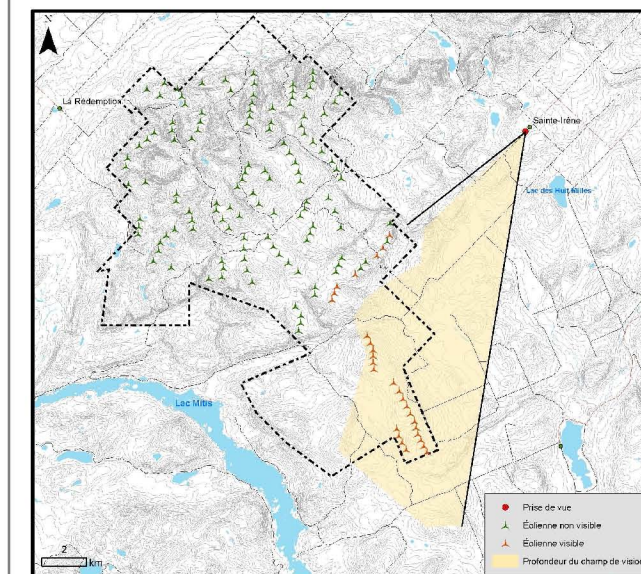 N
La Rédemption
Sainte-Irène
Lac des Huit Milles
Lac Mitis
Prise de vue
Éolienne non visible
Éolienne visible
Profondeur du champ de vision
2
km